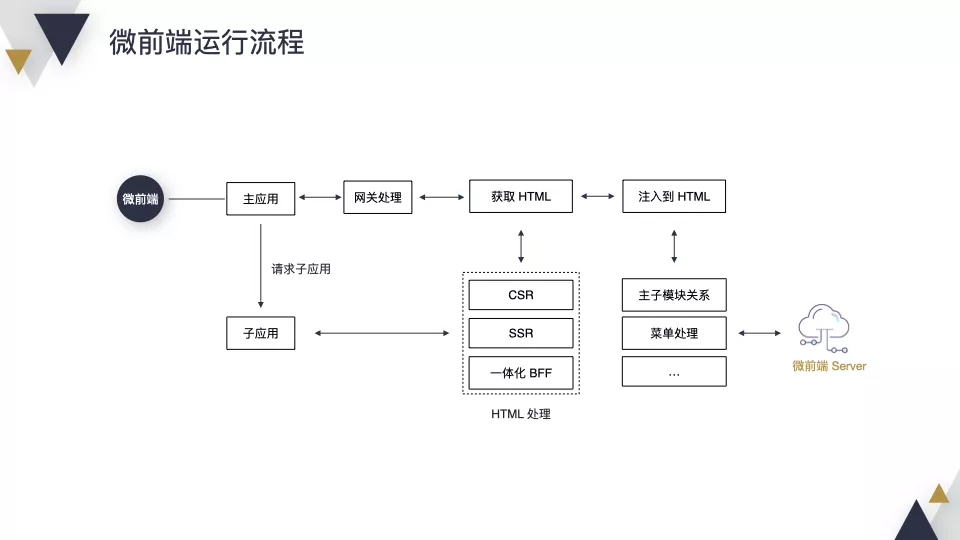 微前端运行流程
微前端
主应用
网关处理
获取 HTML
注入到 HTML
请求子应用
子应用
CSR
SSR
一体化 BFF
HTML 处理
主子模块关系
菜单处理
...
微前端 Server